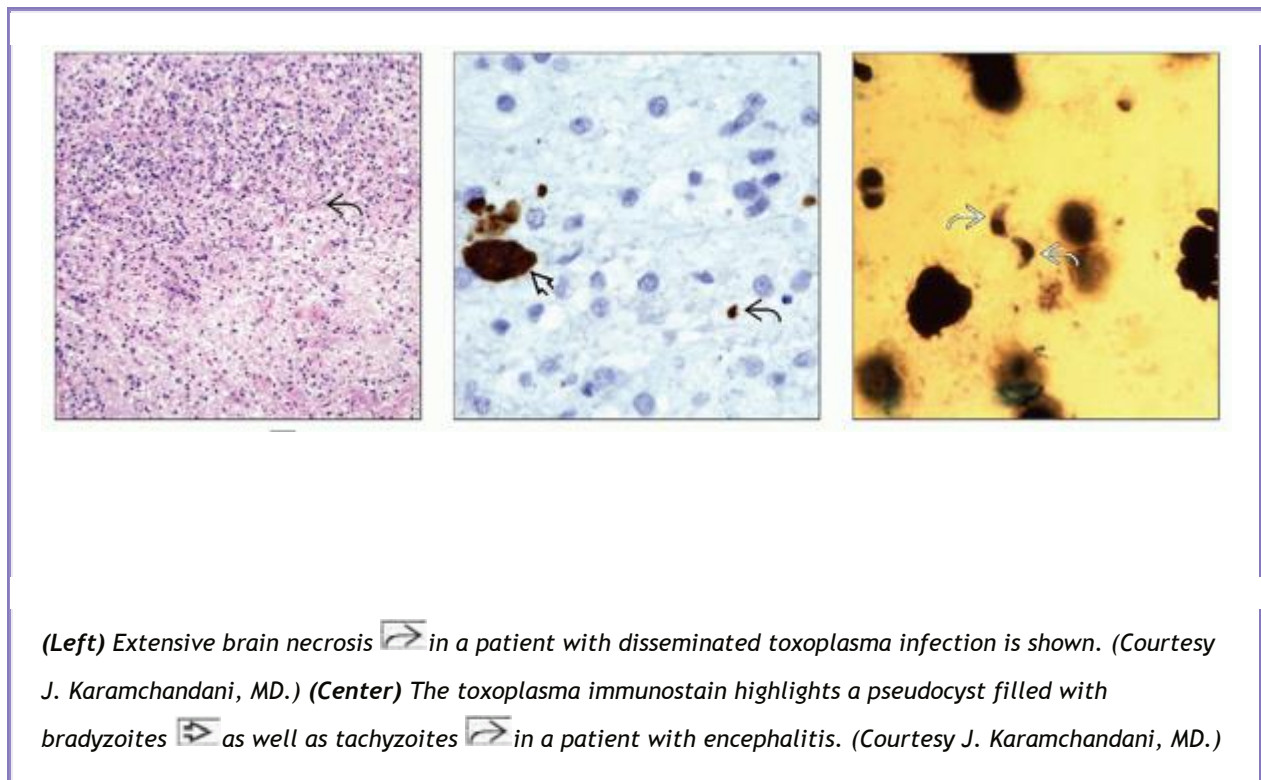 (Left) Extensive brain necrosis in a patient with disseminated toxoplasma infection is shown. (Courtesy
J. Karamchandani, MD.) (Center) The toxoplasma immunostain highlights a pseudocyst filled with
bradyzoites as well as tachyzoites in a patient with encephalitis. (Courtesy J. Karamchandani, MD.)